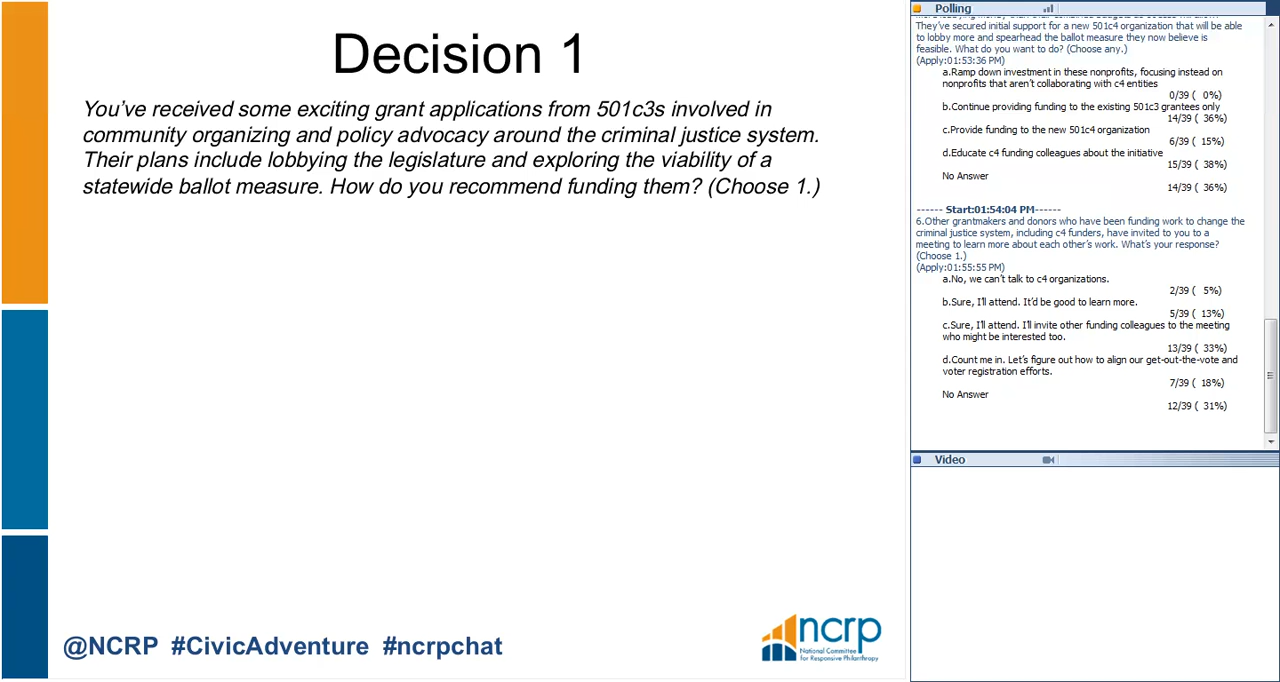 Decision 1
You've received some exciting grant applications from 501c3s involved in
community organizing and policy advocacy around the criminal justice system.
Their plans include lobbying the legislature and exploring the viability of a
statewide ballot measure. How do you recommend funding them? (Choose 1.)
@NCRP #CivicAdventure #ncrpchat
ncrp
National Committee
for Responsive Philanthropy
Polling
They've secured initial support for a new 501c4 organization that will be able
to lobby more and spearhead the ballot measure they now believe is
feasible. What do you want to do? (Choose any.)
(Apply:01:53:36 PM)
a.Ramp down investment in these nonprofits, focusing instead on
nonprofits that aren't collaborating with c4 entities
0/39 ( 0%)
b.Continue providing funding to the existing 501c3 grantees only
14/39 ( 36%)
c.Provide funding to the new 501c4 organization
6/39 ( 15%)
d.Educate c4 funding colleagues about the initiative
15/39 ( 38%)
No Answer
14/39 ( 36%)
------ Start:01:54:04 PM------
6.Other grantmakers and donors who have been funding work to change the
criminal justice system, including c4 funders, have invited to you to a
meeting to learn more about each other's work. What's your response?
(Choose 1.)
(Apply:01:55:55 PM)
a.No, we can't talk to c4 organizations.
2/39 ( 5%)
b.Sure, I'll attend. It'd be good to learn more.
5/39 ( 13%)
c.Sure, I'll attend. I'll invite other funding colleagues to the meeting
who might be interested too.
13/39 ( 33%)
d.Count me in. Let's figure out how to align our get-out-the-vote and
voter registration efforts.
7/39 ( 18%)
No Answer
12/39 ( 31%)
Video